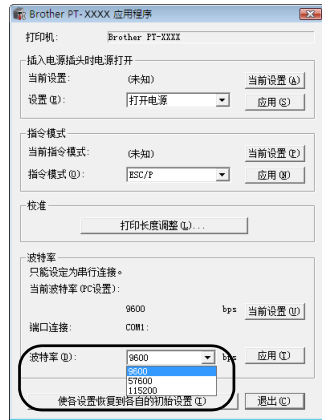 Brother PT-XXXX 应用程序
打印机: Brother PT-XXXX
插入电源插头时电源打开
当前设置: (未知) 当前设置(A)
设置(E): 打开电源 应用(S)
指令模式
当前指令模式: (未知) 当前设置(P)
指令模式(O): ESC/P 应用(N)
校准
打印长度调整(L)...
波特率
只能设定为串行连接。
当前波特率(PC设置):
9600 bps 当前设置(U)
端口连接: COM1:
波特率(D): 9600 bps 应用(T)
9600
57600
115200
使各设置恢复到各自的初始设置(I) 退出(C)